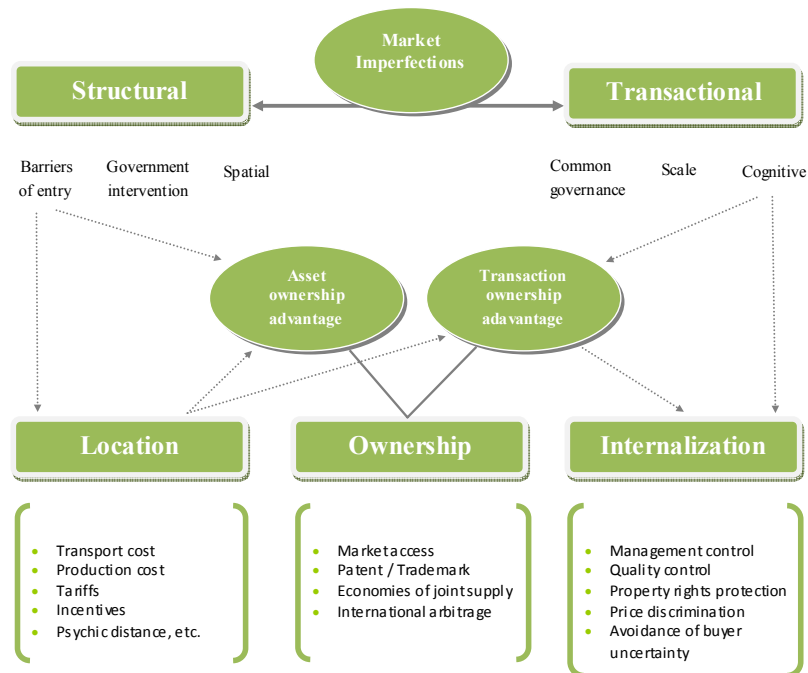 Market
Imperfections
Structural
Transactional
Barriers
of entry
Government
intervention
Spatial
Common
governance
Scale
Cognitive
Asset
ownership
advantage
Transaction
ownership
adavantage
Location
Ownership
Internalization
• Transport cost
• Production cost
• Tariffs
• Incentives
• Psychic distance, etc.
• Market access
• Patent / Trademark
• Economies of joint supply
• International arbitrage
• Management control
• Quality control
• Property rights protection
• Price discrimination
• Avoidance of buyer
uncertainty